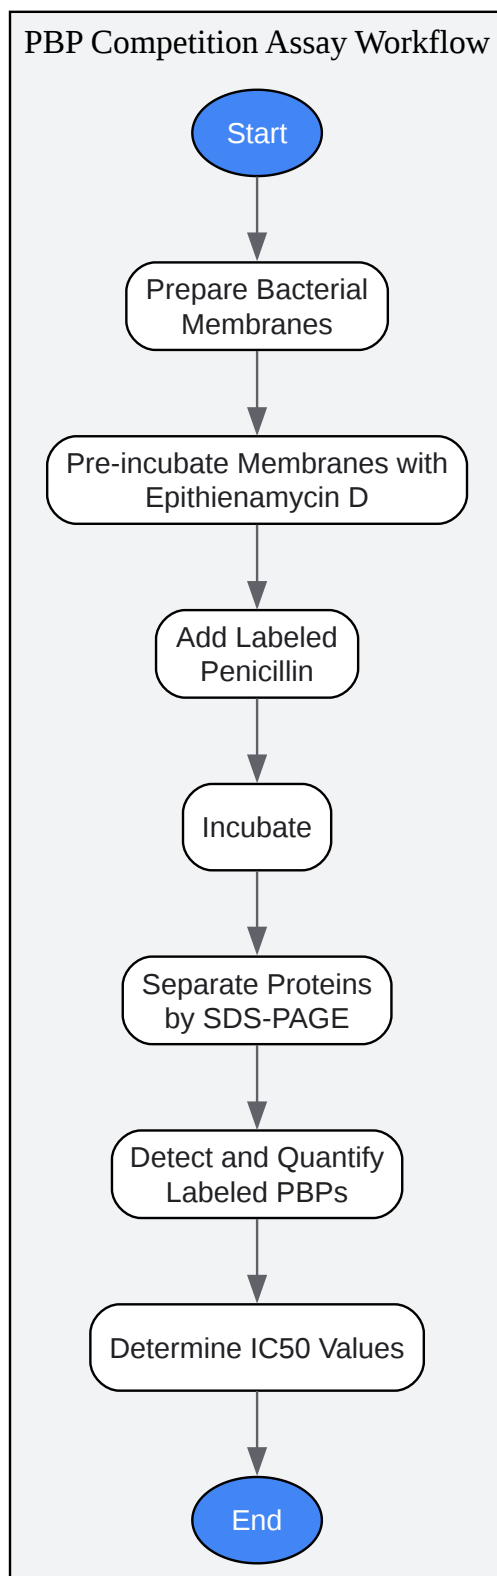 PBP Competition Assay Workflow
Start
Prepare Bacterial
Membranes
Pre-incubate Membranes with
Epithienamycin D
Add Labeled
Penicillin
Incubate
Separate Proteins
by SDS-PAGE
Detect and Quantify
Labeled PBPs
Determine IC50 Values
End